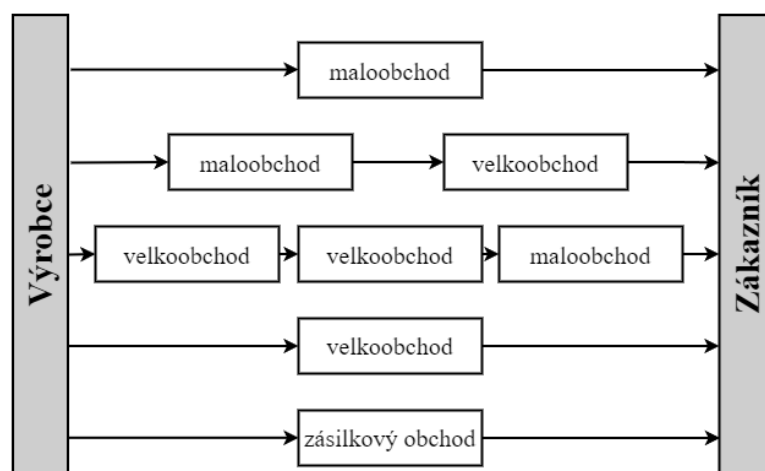 maloobchod
maloobchod velkoobchod
Výrobce
velkoobchod velkoobchod maloobchod
Zákazník
velkoobchod
zásilkový obchod